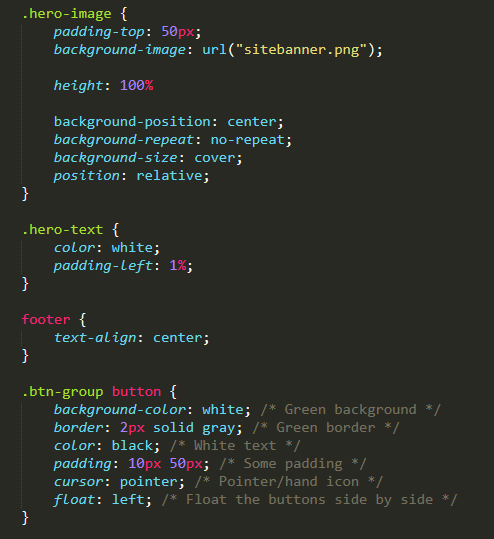 .hero-image {
    padding-top: 50px;
    background-image: url("sitebanner.png");

    height: 100%

    background-position: center;
    background-repeat: no-repeat;
    background-size: cover;
    position: relative;
}

.hero-text {
    color: white;
    padding-left: 1%;
}

footer {
    text-align: center;
}

.btn-group button {
    background-color: white; /* Green background */
    border: 2px solid gray; /* Green border */
    color: black; /* White text */
    padding: 10px 50px; /* Some padding */
    cursor: pointer; /* Pointer/hand icon */
    float: left; /* Float the buttons side by side */
}